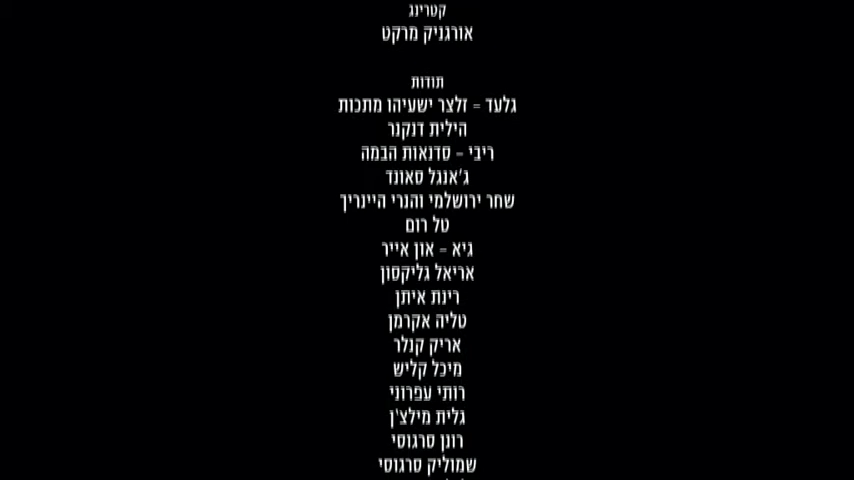 קטרינג
אורגניק מרקט
תודות
גלעד – זלצר ישעיהו מתכות
הילית דנקנר
ריבי – סדנאות הבמה
ג'אנגל סאונד
שחר ירושלמי והנרי היינריך
טל רום
גיא – און אייר
אריאל גליקסון
רינת איתן
טליה אקרמן
אריק קנלר
מיכל קליש
רותי עפרוני
גלית מילצ'ן
רונן סרגוסי
שמוליק סרגוסי